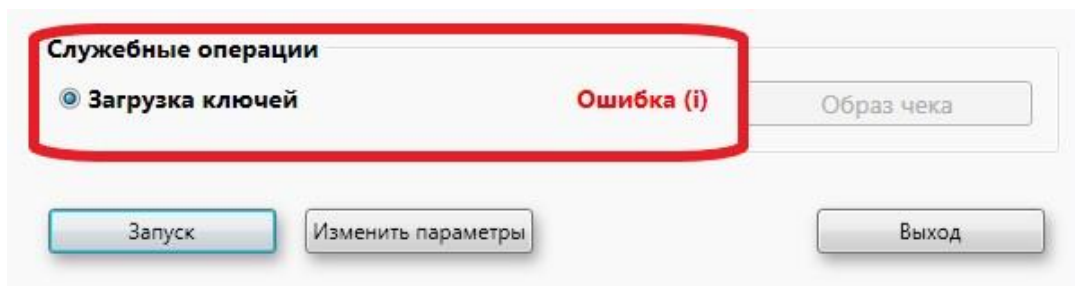 Служебные операции
Загрузка ключей Ошибка (i) Образ чека
Запуск Изменить параметры Выход